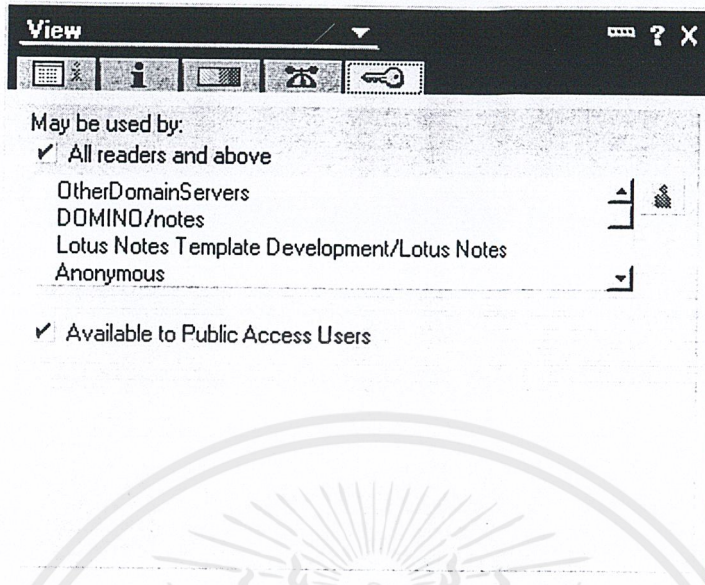 View
?
X
i
May be used by:
All readers and above
OtherDomainServers
DOMINO/notes
Lotus Notes Template Development/Lotus Notes
Anonymous
Available to Public Access Users